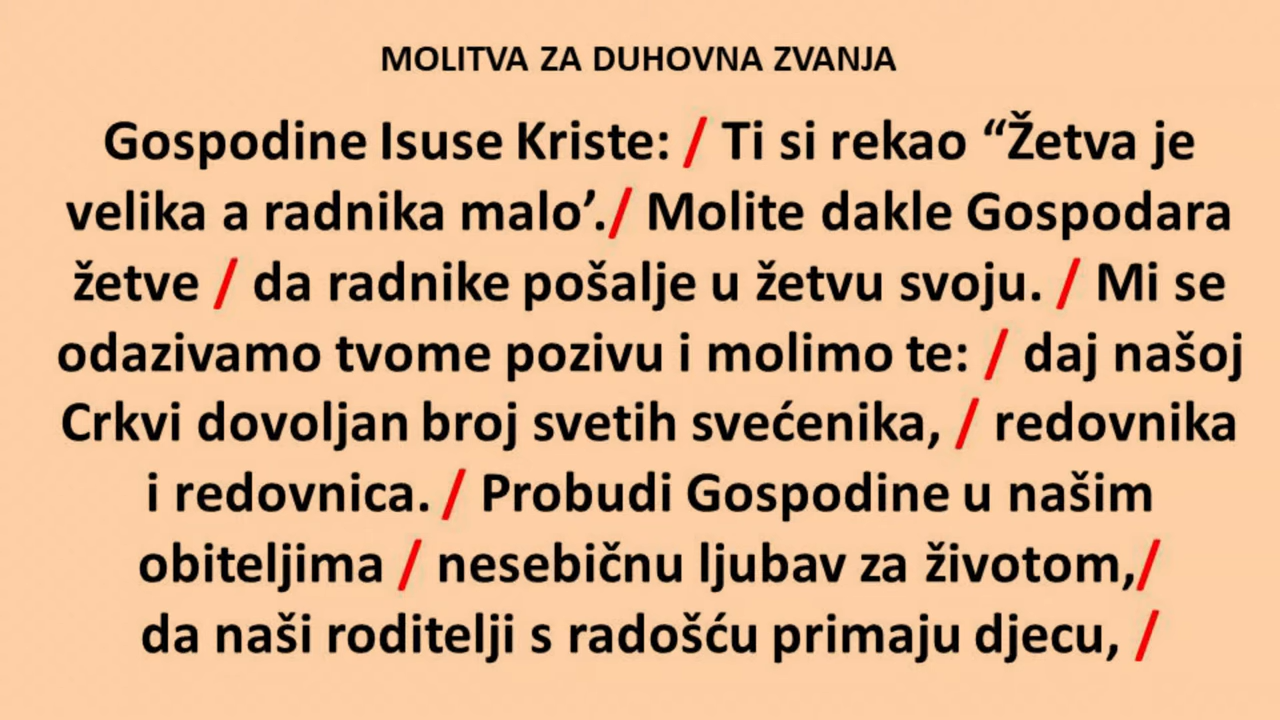 MOLITVA ZA DUHOVNA ZVANJA
Gospodine Isuse Kriste: / Ti si rekao “Žetva je
velika a radnika malo’./ Molite dakle Gospodara
žetve / da radnike pošalje u žetvu svoju. / Mi se
odazivamo tvome pozivu i molimo te: / daj našoj
Crkvi dovoljan broj svetih svećenika, / redovnika
i redovnica. / Probudi Gospodine u našim
obiteljima / nesebičnu ljubav za životom,/
da naši roditelji s radošću primaju djecu, /